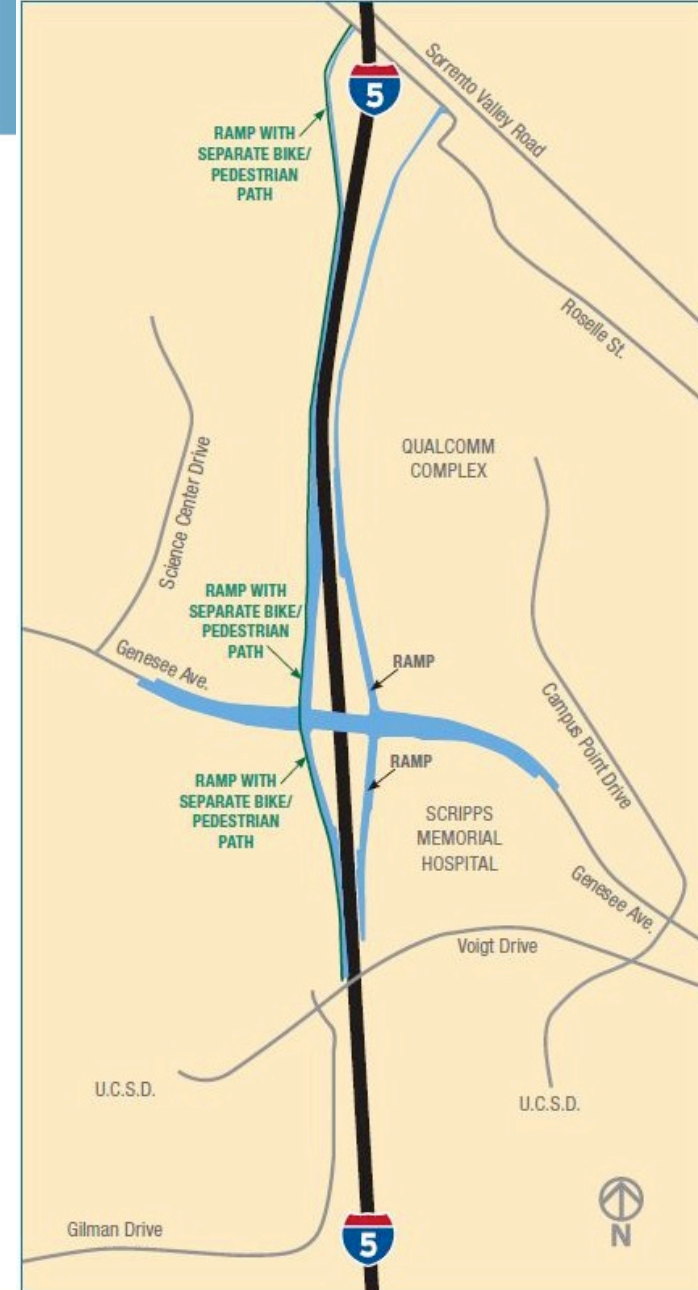 5
Sorrento Valley Road
RAMP WITH
SEPARATE BIKE/
PEDESTRIAN
PATH
Roselle St.
QUALCOMM
COMPLEX
Science Center Drive
RAMP WITH
SEPARATE BIKE/
PEDESTRIAN
PATH
Genesee Ave.
RAMP
Campus Point Drive
RAMP
RAMP WITH
SEPARATE BIKE/
PEDESTRIAN
PATH
SCRIPPS
MEMORIAL
HOSPITAL
Genesee Ave.
Voigt Drive
U.C.S.D.
U.C.S.D.
Gilman Drive
5
N